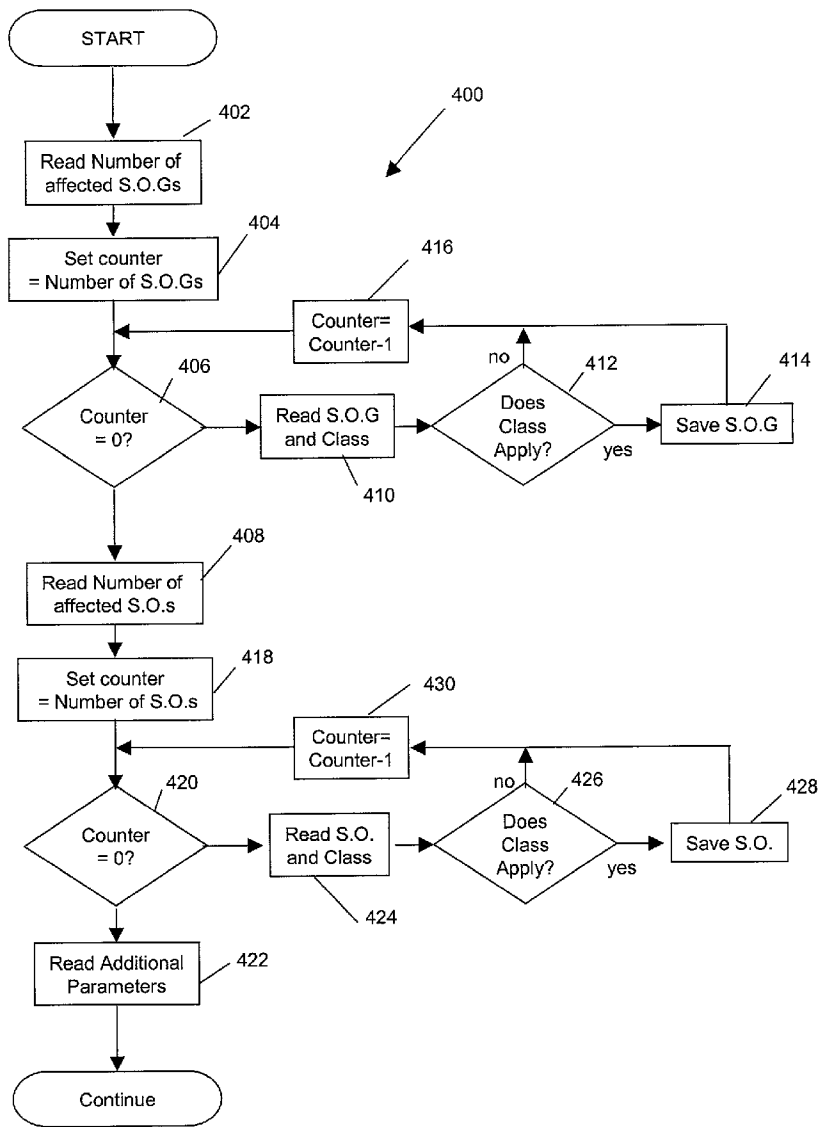 START
400
402
Read Number of
affected S.O.Gs
404
Set counter
= Number of S.O.Gs
416
Counter=
Counter-1
406
Counter
= 0?
Read S.O.G
and Class
410
no
412
Does
Class
Apply?
yes
414
Save S.O.G
408
Read Number of
affected S.O.s
418
Set counter
= Number of S.O.s
430
Counter=
Counter-1
420
Counter
= 0?
Read S.O.
and Class
424
no
426
Does
Class
Apply?
yes
428
Save S.O.
Read Additional
Parameters
422
Continue